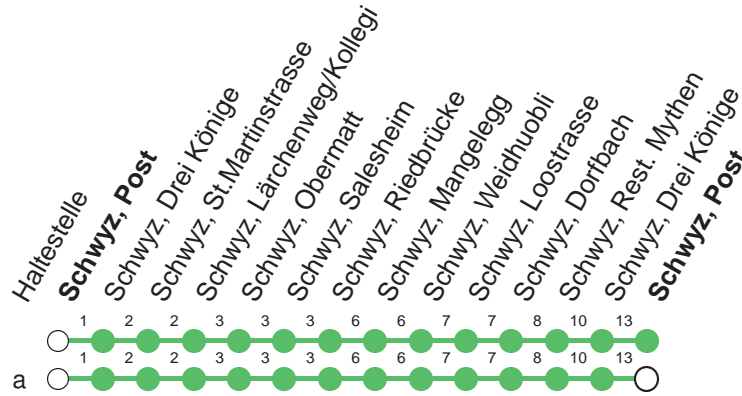 Haltestelle
Schwyz, Post
Schwyz, Drei Könige
Schwyz, St.Martinstrasse
Schwyz, Lärchenweg/Kollegi
Schwyz, Obermatt
Schwyz, Salesheim
Schwyz, Riedbrücke
Schwyz, Mangelegg
Schwyz, Weidhuobli
Schwyz, Loostrasse
Schwyz, Dorfbach
Schwyz, Rest. Mythen
Schwyz, Drei Könige
Schwyz, Post
1 2 2 3 3 3 6 6 7 7 8 10 13
a 1 2 2 3 3 3 6 6 7 7 8 10 13